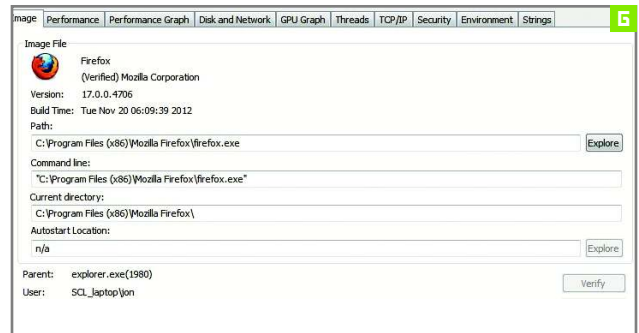 mage Performance Performance Graph Disk and Network GPU Graph Threads TCP/IP Security Environment Strings
G
Image File
Firefox
(Verified) Mozilla Corporation
Version: 17.0.0.4706
Build Time: Tue Nov 20 06:09:39 2012
Path:
C:\Program Files (x86)\Mozilla Firefox\firefox.exe Explore
Command line:
"C:\Program Files (x86)\Mozilla Firefox\firefox.exe"
Current directory:
C:\Program Files (x86)\Mozilla Firefox\
Autostart Location:
n/a Explore
Parent: explorer.exe(1980)
Verify
User: SCL_laptop\jon